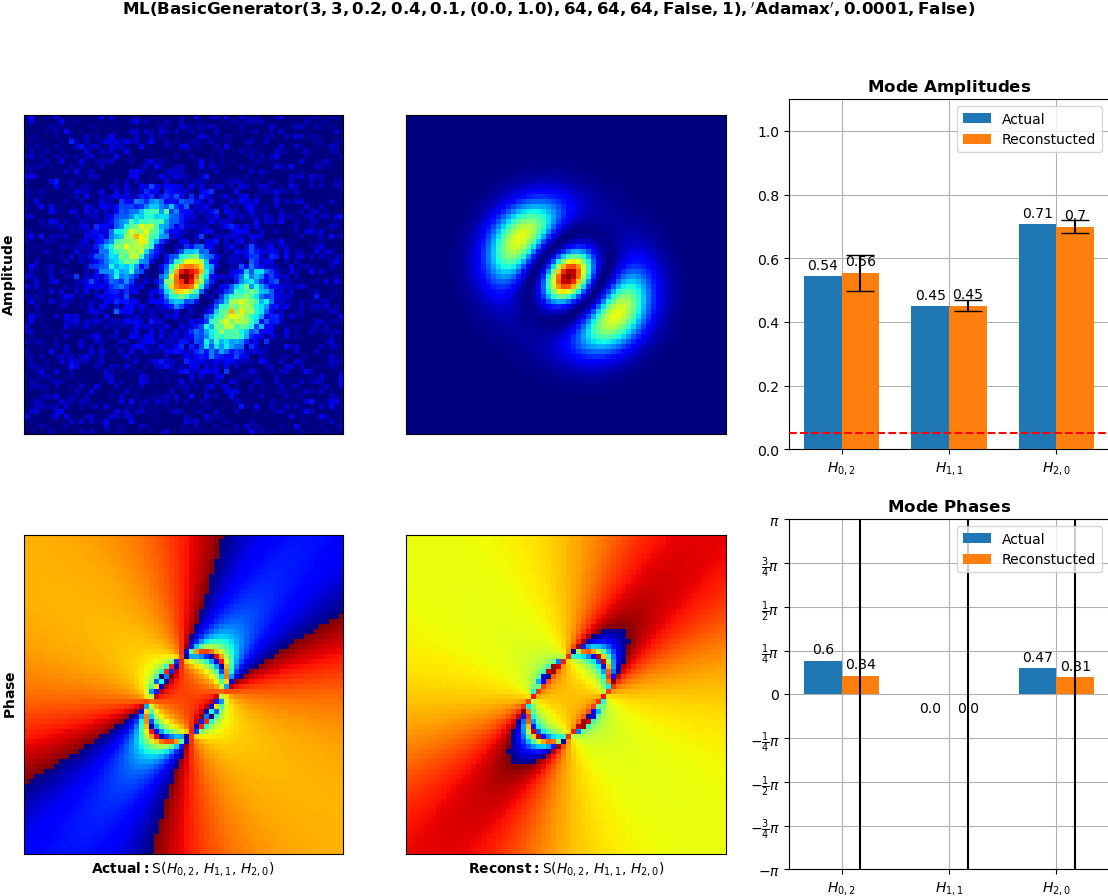 ML(BasicGenerator(3, 3, 0.2, 0.4, 0.1, (0.0, 1.0), 64, 64, 64, False, 1), 'Adamax', 0.0001, False)
Mode Amplitudes
Amplitude
Actual
Reconstucted
1.0
0.8
0.6
0.4
0.2
0.0
0.54
0.56
0.45
0.45
0.71
0.7
H0,2
H1,1
H2,0
Mode Phases
Phase
Actual
Reconstucted
π
3/4π
1/2π
1/4π
0
−1/4π
−1/2π
−3/4π
−π
0.6
0.34
0.0
0.0
0.47
0.31
H0,2
H1,1
H2,0
Actual: S(H0,2, H1,1, H2,0)
Reconst: S(H0,2, H1,1, H2,0)